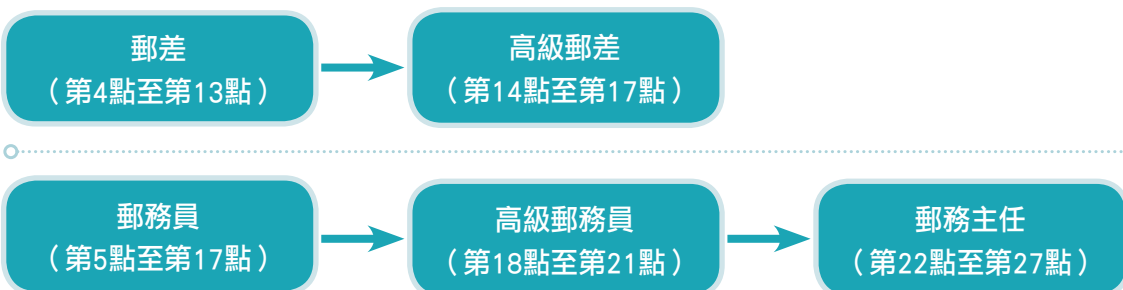 郵差
（第4點至第13點）
高級郵差
（第14點至第17點）
郵務員
（第5點至第17點）
高級郵務員
（第18點至第21點）
郵務主任
（第22點至第27點）